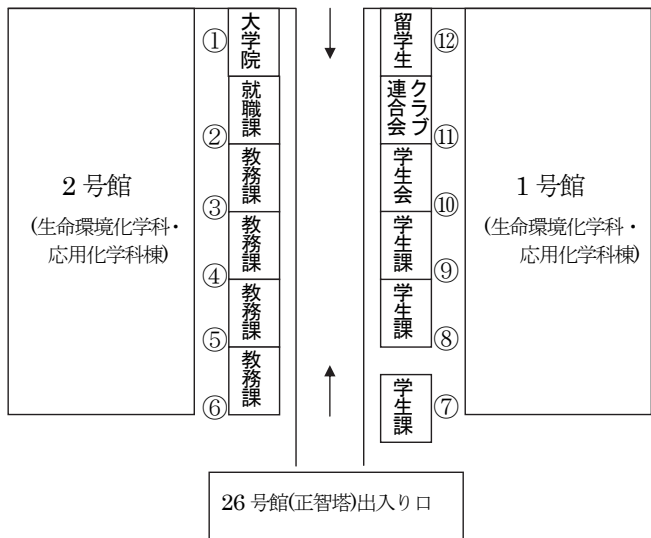 ①
大学院
②
就職課
③
教務課
④
教務課
⑤
教務課
⑥
教務課
2 号館
(生命環境化学科・
応用化学科棟)
留学生
⑫
クラブ
連合会
⑪
学生会
⑩
学生課
⑨
学生課
⑧
学生課
⑦
1 号館
(生命環境化学科・
応用化学科棟)
26 号館(正智塔)出入り口